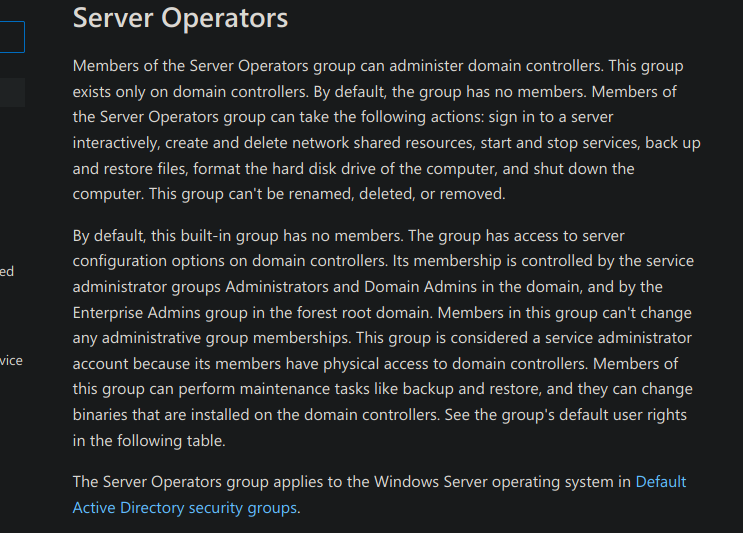 Server Operators
Members of the Server Operators group can administer domain controllers. This group
exists only on domain controllers. By default, the group has no members. Members of
the Server Operators group can take the following actions: sign in to a server
interactively, create and delete network shared resources, start and stop services, back up
and restore files, format the hard disk drive of the computer, and shut down the
computer. This group can't be renamed, deleted, or removed.
By default, this built-in group has no members. The group has access to server
configuration options on domain controllers. Its membership is controlled by the service
ed
administrator groups Administrators and Domain Admins in the domain, and by the
Enterprise Admins group in the forest root domain. Members in this group can't change
any administrative group memberships. This group is considered a service administrator
vice
account because its members have physical access to domain controllers. Members of
this group can perform maintenance tasks like backup and restore, and they can change
binaries that are installed on the domain controllers. See the group's default user rights
in the following table.
The Server Operators group applies to the Windows Server operating system in Default
Active Directory security groups.